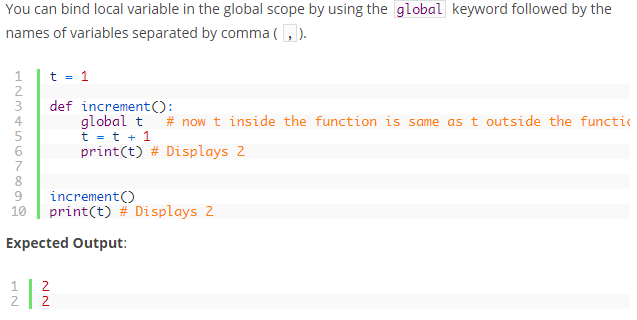 You can bind local variable in the global scope by using the global keyword followed by the
names of variables separated by comma ( , ).
1 t = 1
2
3 def increment():
4 global t # now t inside the function is same as t outside the
5 t = t + 1
6 print(t) # Displays 2
7
8
9 increment()
10 print(t) # Displays 2
Expected Output:
1 2
2 2